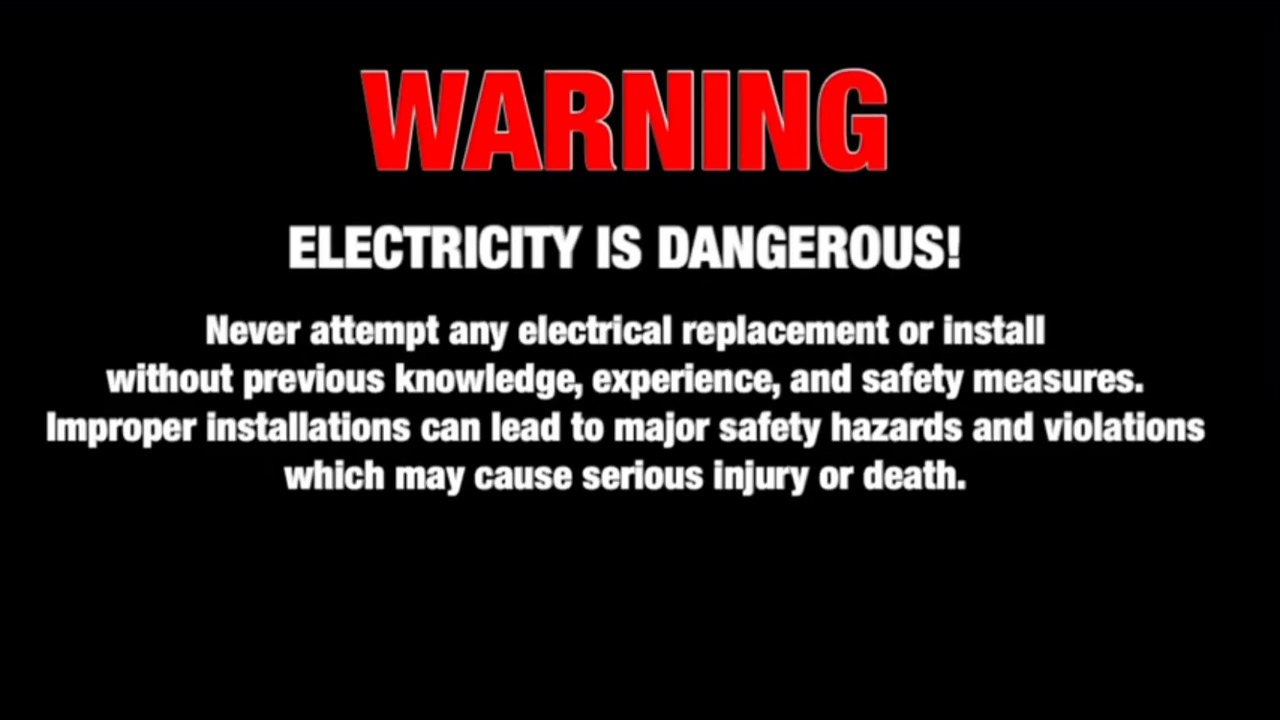 WARNING
ELECTRICITY IS DANGEROUS!
Never attempt any electrical replacement or install
without previous knowledge, experience, and safety measures.
Improper installations can lead to major safety hazards and violations
which may cause serious injury or death.